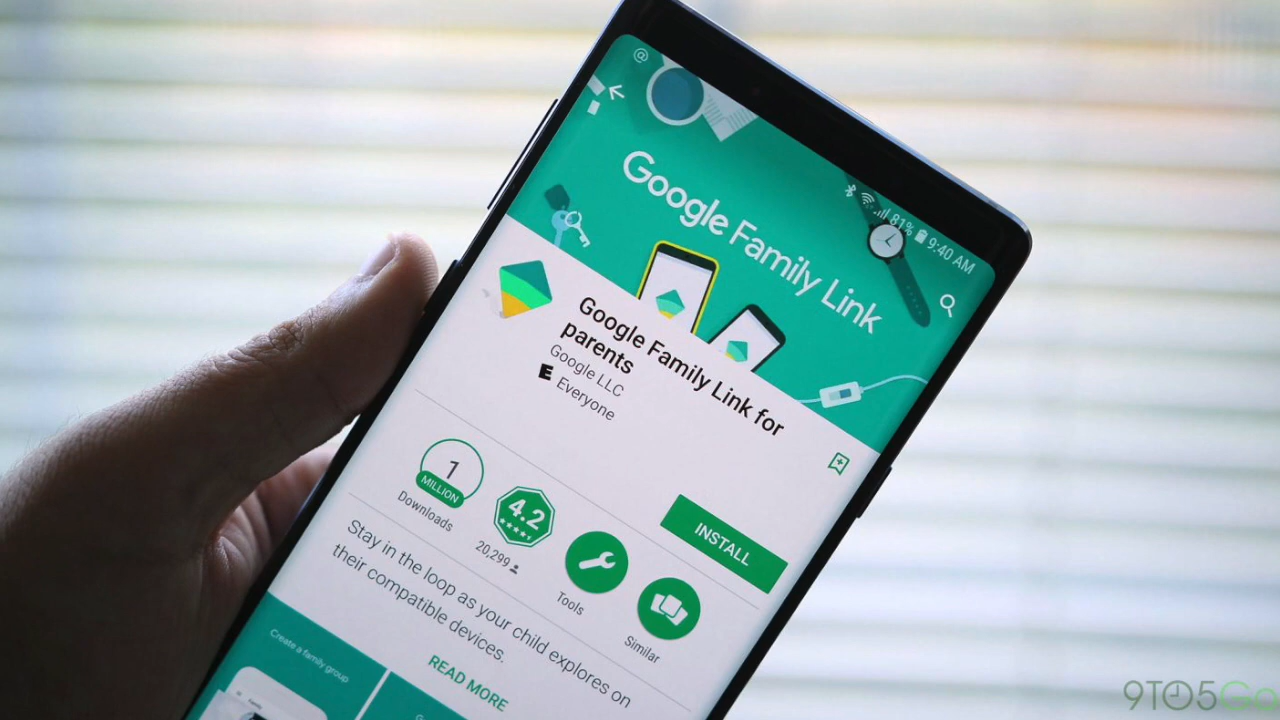 @
81% 9:40 AM
Google Family Link
Google Family Link for
parents
Google LLC
E Everyone
1
MILLION
Downloads
4.2
20,299
Tools
Similar
INSTALL
Stay in the loop as your child explores on
their compatible devices.
READ MORE
Create a family group
G
9TO5Go